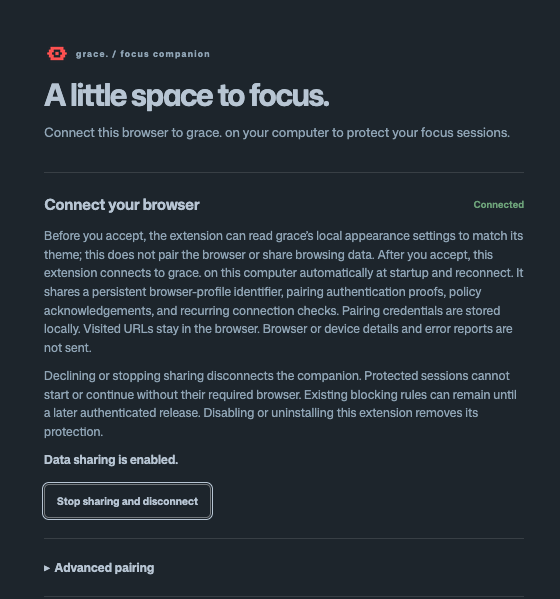 grace. / focus companion
A little space to focus.
Connect this browser to grace. on your computer to protect your focus sessions.
Connect your browser
Connected
Before you accept, the extension can read grace's local appearance settings to match its
theme; this does not pair the browser or share browsing data. After you accept, this
extension connects to grace. on this computer automatically at startup and reconnect. It
shares a persistent browser-profile identifier, pairing authentication proofs, policy
acknowledgements, and recurring connection checks. Pairing credentials are stored
locally. Visited URLs stay in the browser. Browser or device details and error reports are
not sent.
Declining or stopping sharing disconnects the companion. Protected sessions cannot
start or continue without their required browser. Existing blocking rules can remain until
a later authenticated release. Disabling or uninstalling this extension removes its
protection.
Data sharing is enabled.
Stop sharing and disconnect
Advanced pairing